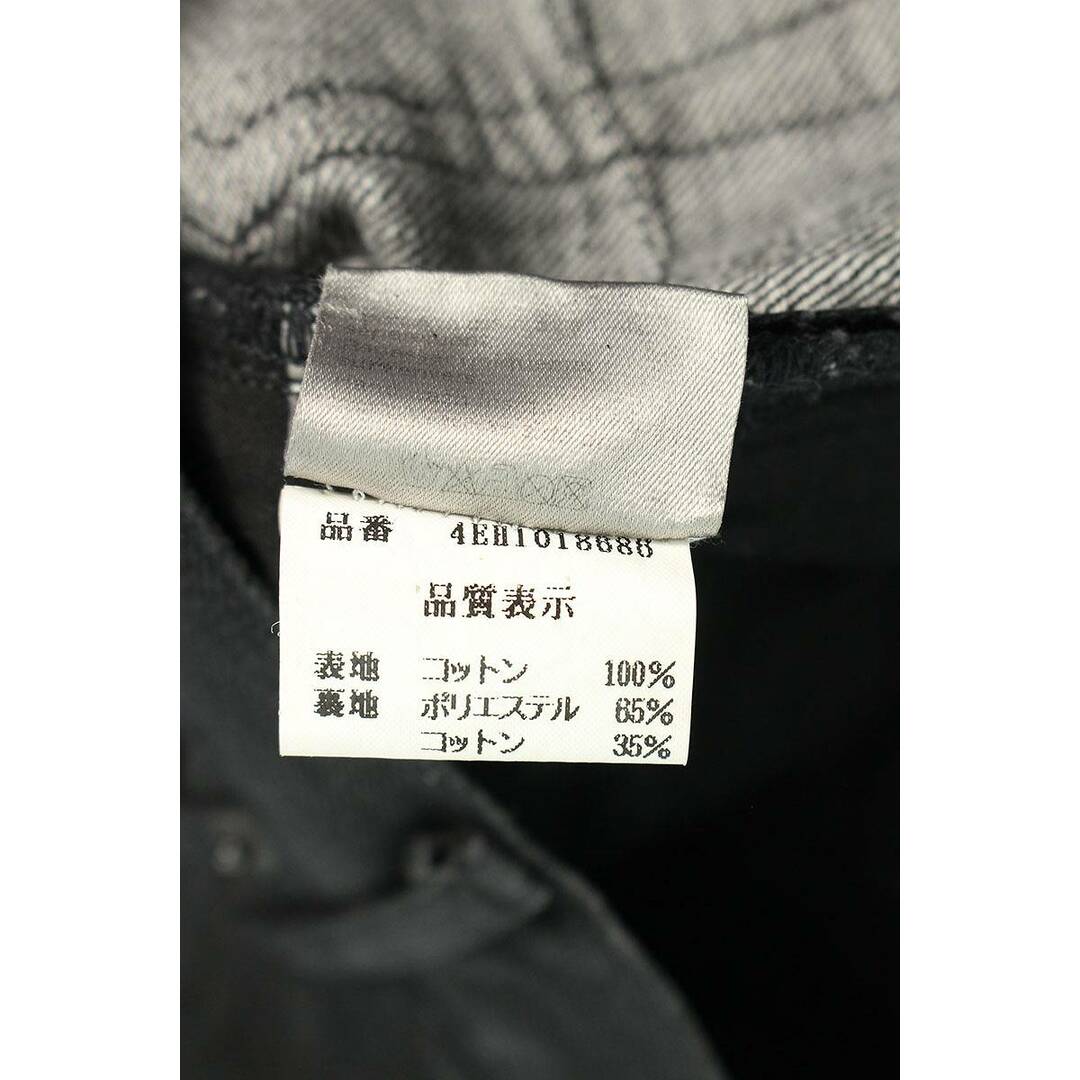 品番 4EH1018686
品質表示
表地 コットン 100%
裏地 ポリエステル 65%
コットン 35%